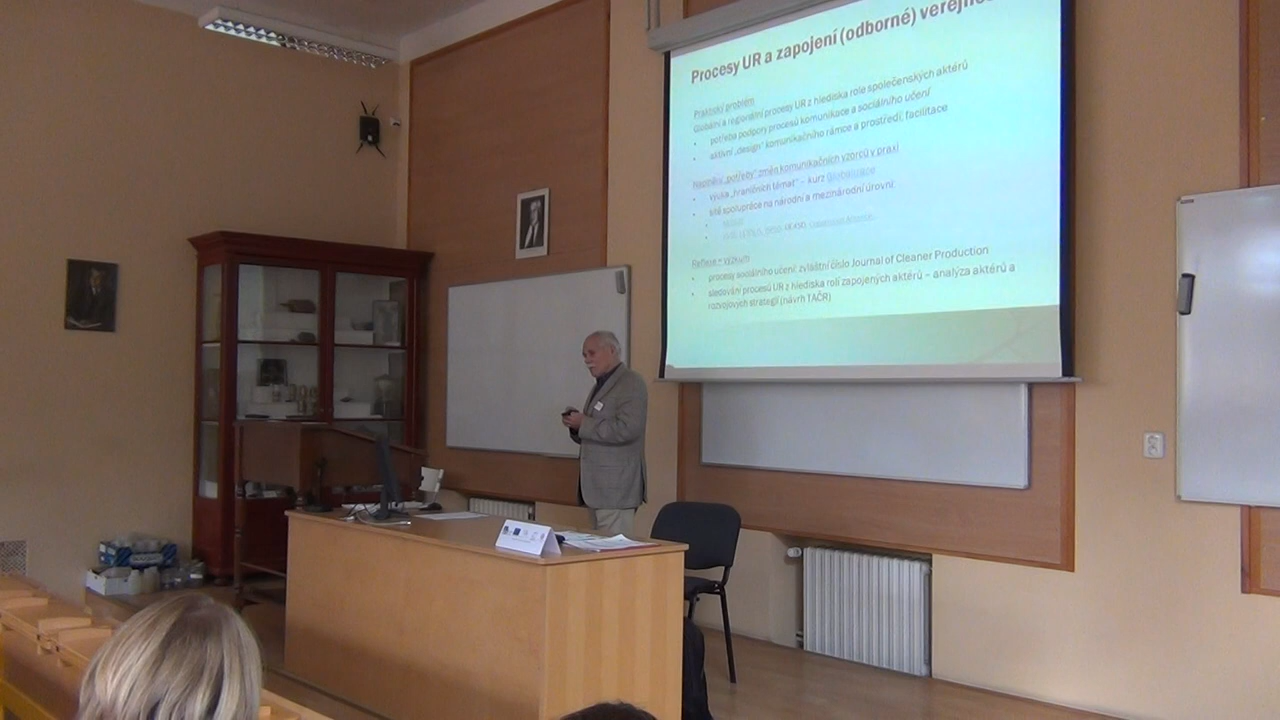 Procesy UR a zapojení (odborné) veřejno
Praktický problém
Globální a regionální procesy UR z hlediska role společenských aktérů
• potřeba podpory procesů komunikace a sociálního učení
• aktivní „design" komunikačního rámce a prostředí, facilitace
„potřeby" změn komunikačních vzorců v praxi
• výuka „hraničních témat" – kurz Globalizace
• sítě spolupráce na národní a mezinárodní úrovni:
Reflexe – výzkum
• procesy sociálního učení: zvláštní číslo Journal of Cleaner Production
• sledování procesů UR z hlediska rolí zapojených aktérů – analýza aktérů a
rozvojových strategií (návrh TAČR)